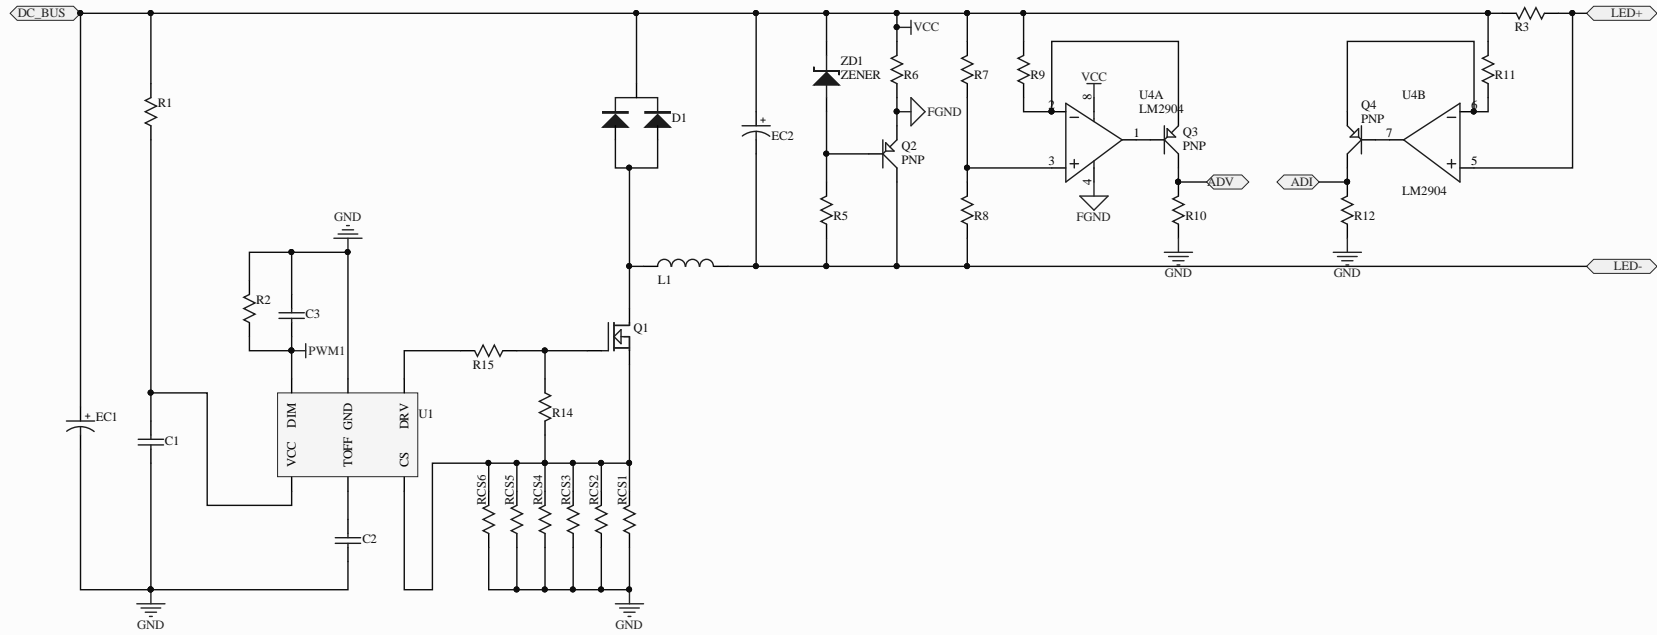 DC_BUS
LED+
R3
VCC
ZD1
ZENER
R6
R7
R9
VCC
R11
8
U4A
LM2904
U4B
R1
2
6
Q4
PNP
D1
EC2
FGND
Q3
PNP
1
7
Q2
PNP
3
5
4
ADV
ADI
LM2904
R5
R8
FGND
R10
R12
GND
GND
GND
L1
LED-
R2
C3
Q1
PWM1
R15
EC1
DIM
GND
DRV
U1
R14
C1
VCC
TOFF
CS
RCS6
RCS5
RCS4
RCS3
RCS2
RCS1
C2
GND
GND